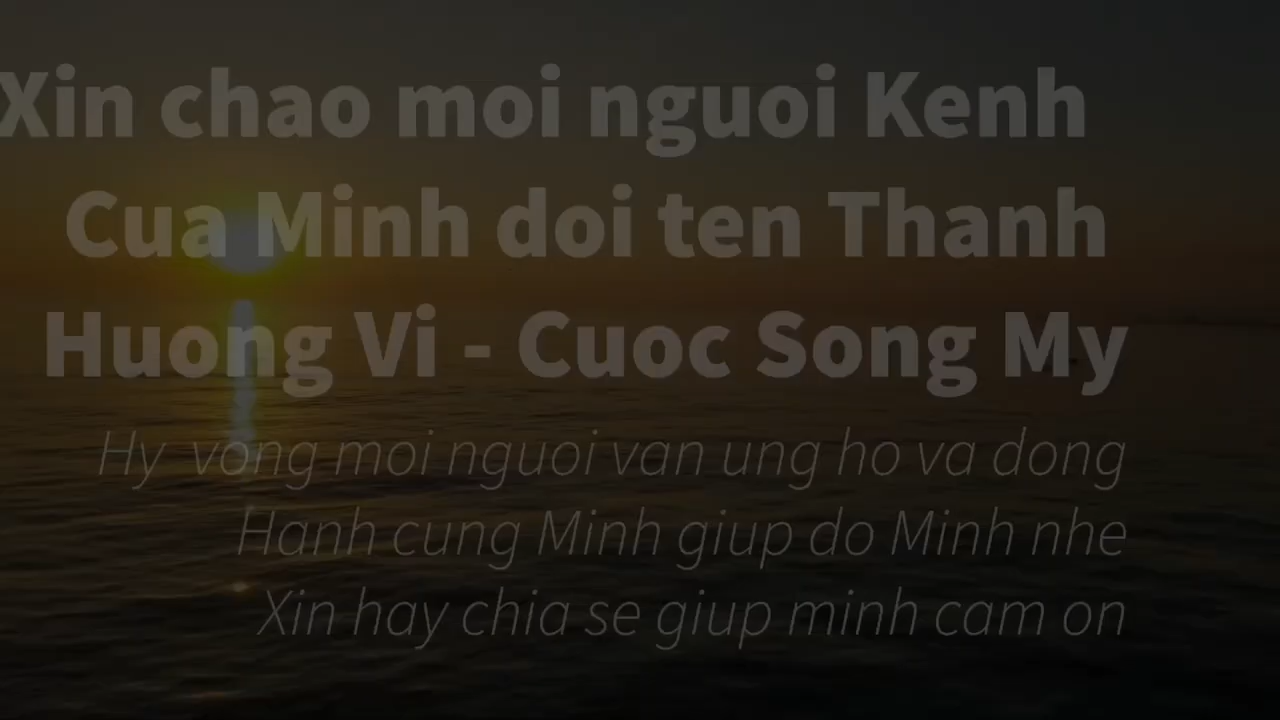 Xin chao moi nguoi Kenh
Cua Minh doi ten Thanh
Huong Vi - Cuoc Song My
Hy vong moi nguoi van ung ho va dong
Hanh cung Minh giup do Minh nhe
Xin hay chia se giup minh cam on